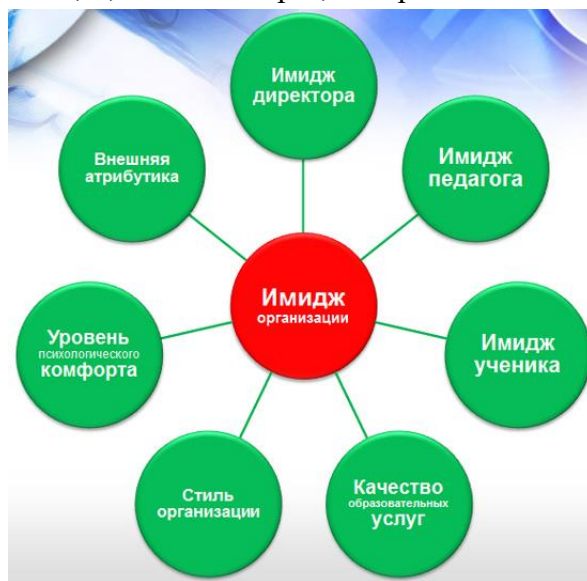 Имидж
директора
Внешняя
атрибутика
Имидж
педагога
Имидж
организации
Уровень
психологического
комфорта
Имидж
ученика
Стиль
организации
Качество
образовательных
услуг